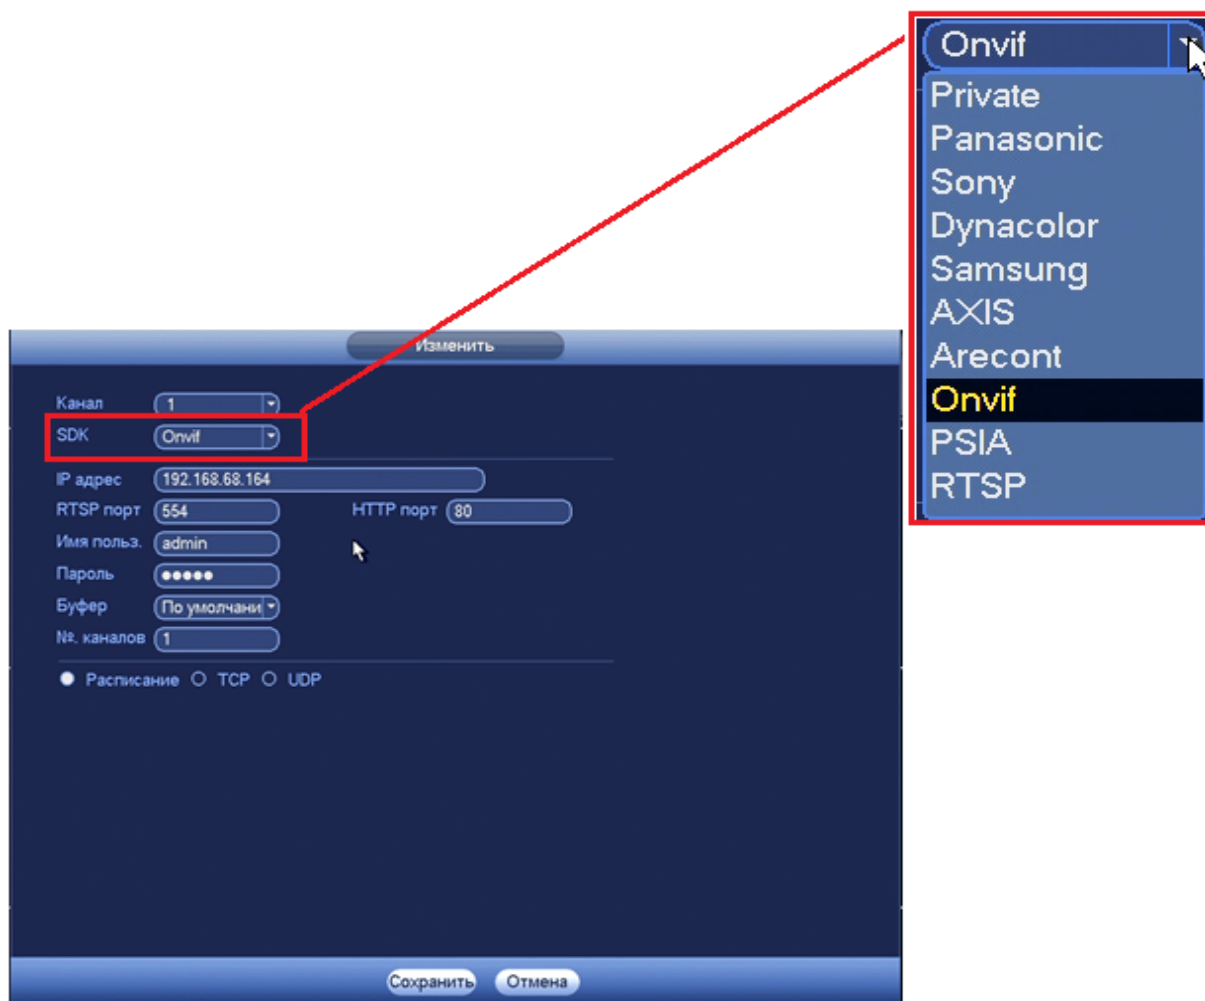 Onvif
Private
Panasonic
Sony
Dynacolor
Samsung
AXIS
Arecont
Onvif
PSIA
RTSP
Изменить
Канал 1
SDK Onvif
IP адрес 192.168.68.164
RTSP порт 554 HTTP порт 80
Имя польз. admin
Пароль •••••
Буфер По умолчани
№. каналов 1
Расписание TCP UDP
Сохранить Отмена